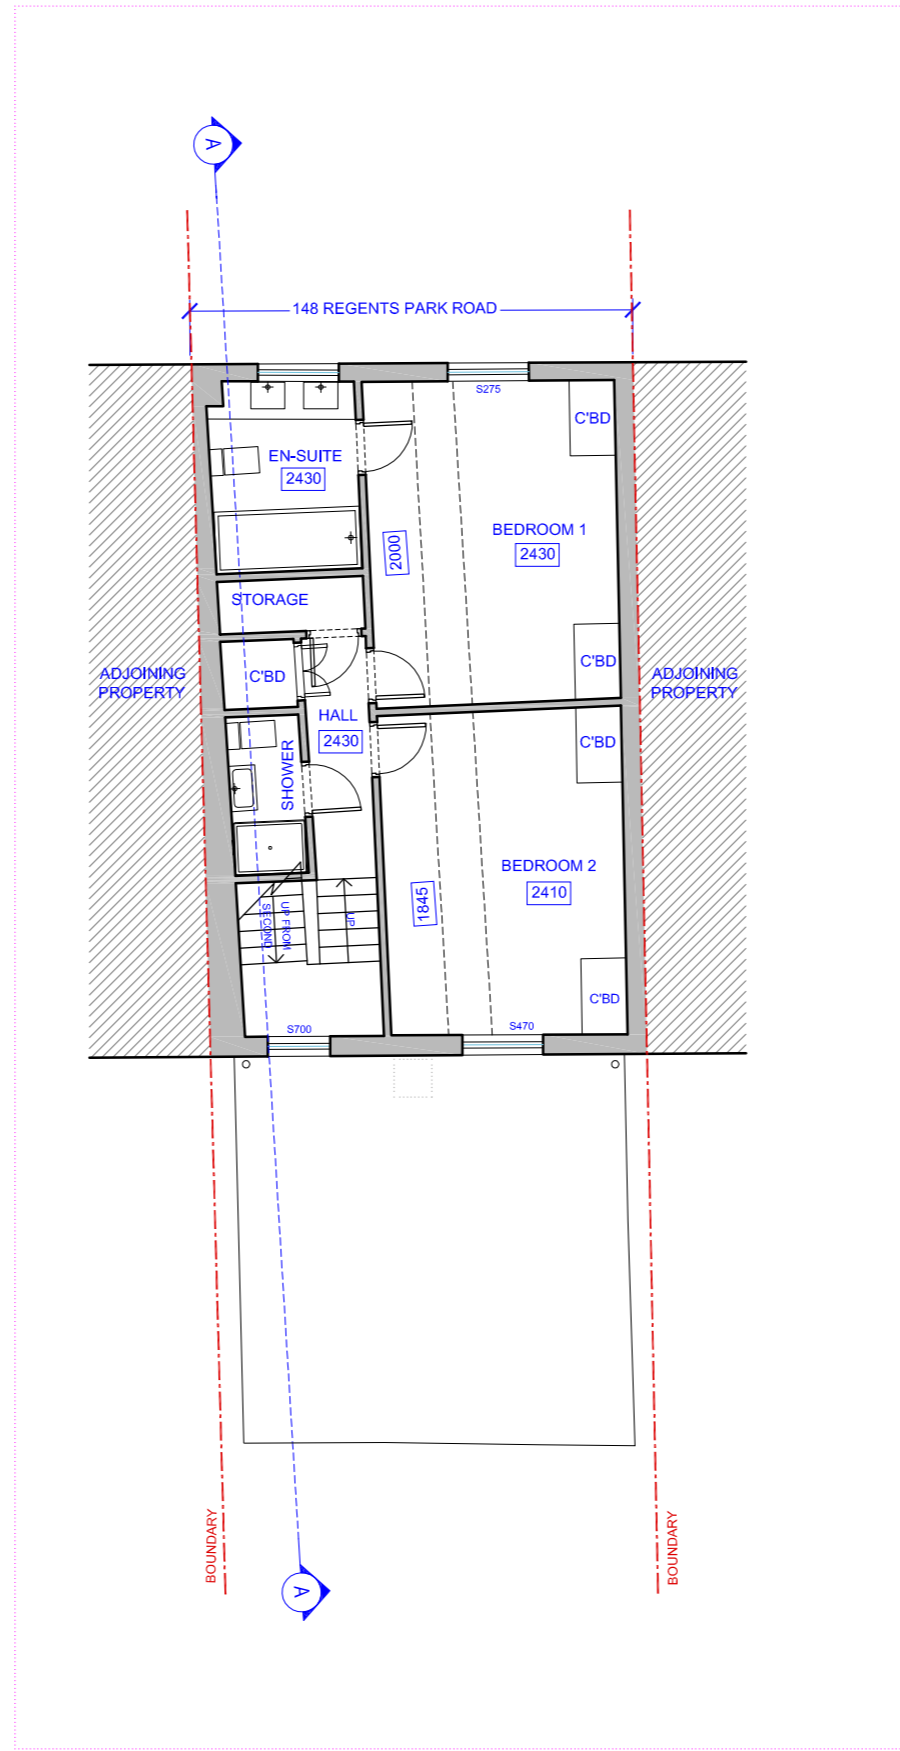 A
148 REGENTS PARK ROAD
S275
C'BD
EN-SUITE
2430
BEDROOM 1
2430
2000
STORAGE
C'BD
C'BD
ADJOINING
PROPERTY
ADJOINING
PROPERTY
HALL
2430
C'BD
SHOWER
BEDROOM 2
2410
1845
UP FROM
SECOND
UP
C'BD
S700
S470
BOUNDARY
BOUNDARY
A